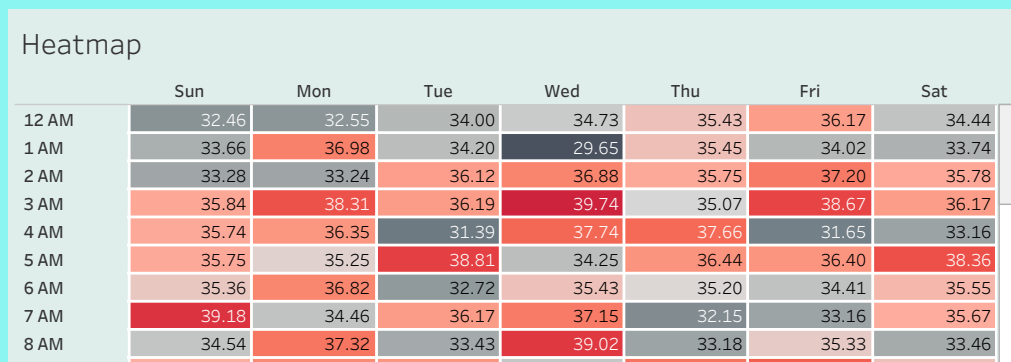 Heatmap
Sun Mon Tue Wed Thu Fri Sat
12 AM 32.46 32.55 34.00 34.73 35.43 36.17 34.44
1 AM 33.66 36.98 34.20 29.65 35.45 34.02 33.74
2 AM 33.28 33.24 36.12 36.88 35.75 37.20 35.78
3 AM 35.84 38.31 36.19 39.74 35.07 38.67 36.17
4 AM 35.74 36.35 31.39 37.74 37.66 31.65 33.16
5 AM 35.75 35.25 38.81 34.25 36.44 36.40 38.36
6 AM 35.36 36.82 32.72 35.43 35.20 34.41 35.55
7 AM 39.18 34.46 36.17 37.15 32.15 33.16 35.67
8 AM 34.54 37.32 33.43 39.02 33.18 35.33 33.46